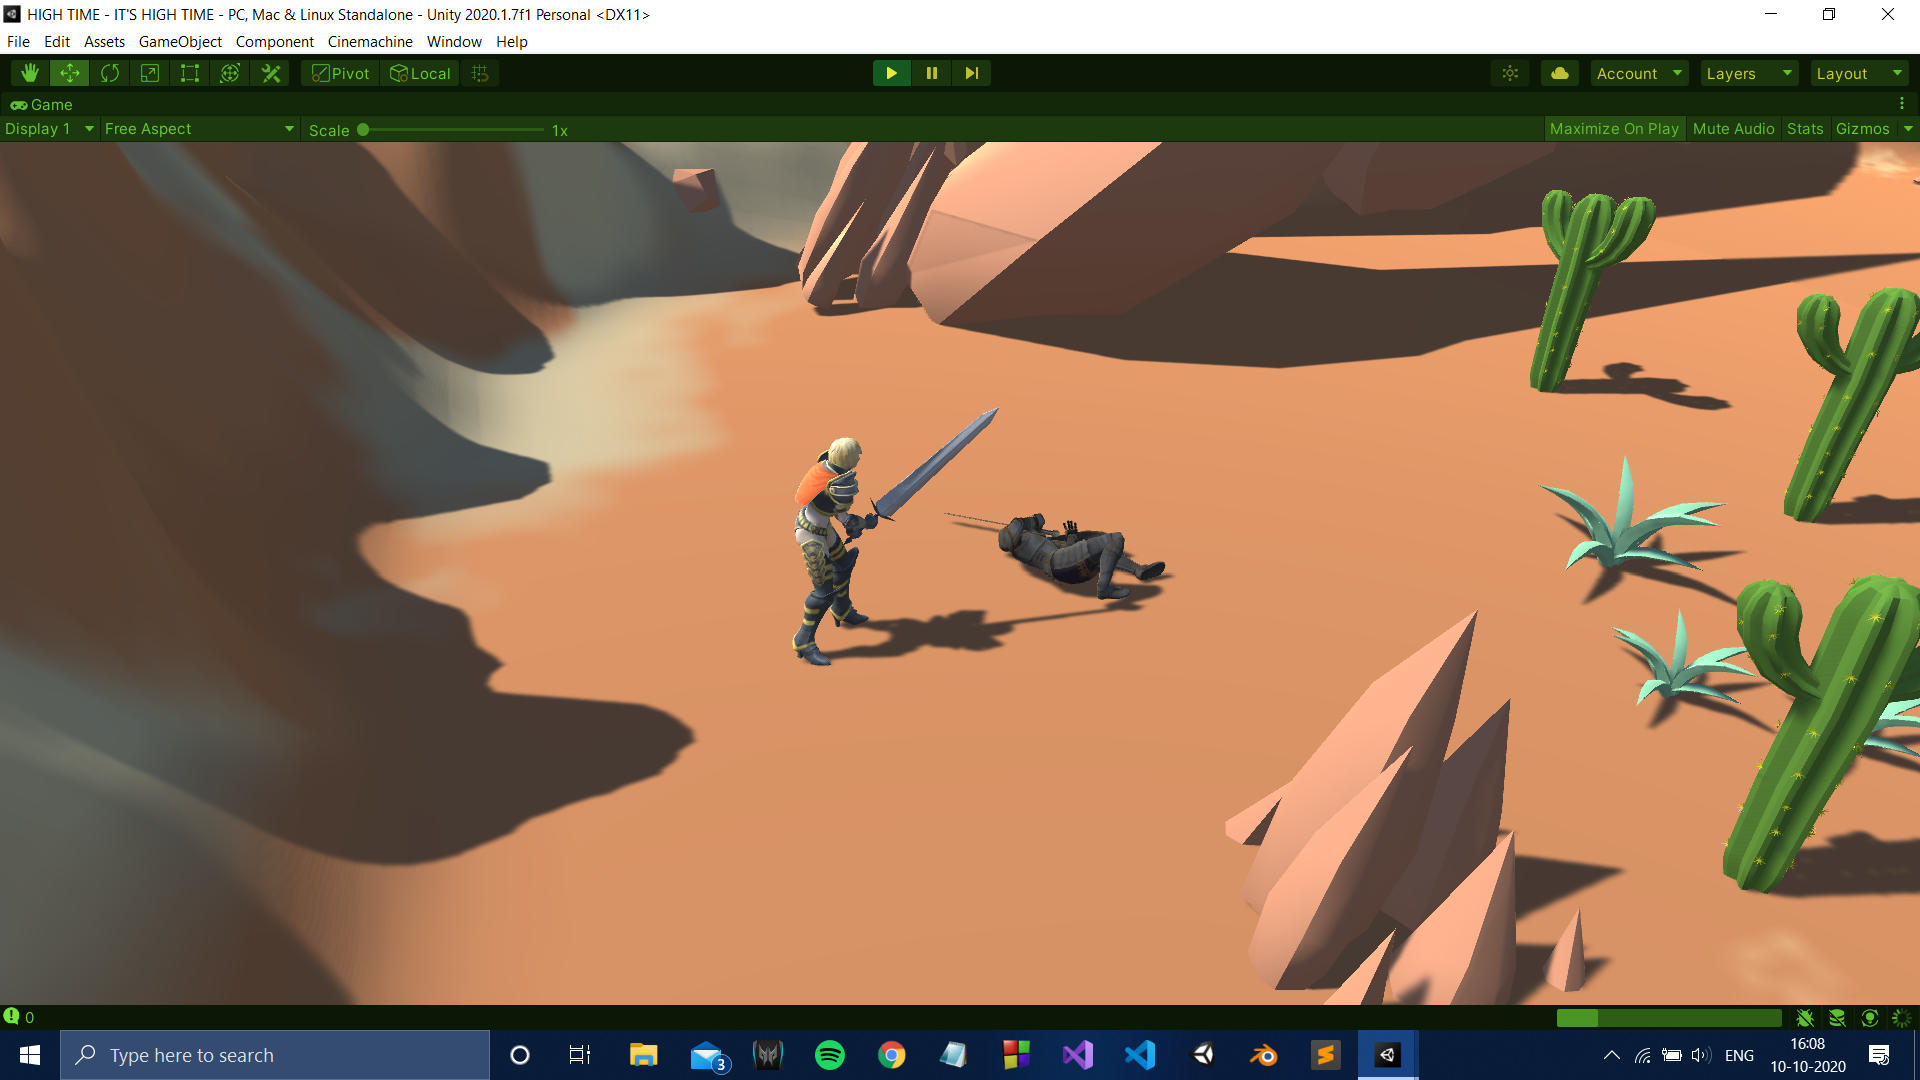 HIGH TIME - IT'S HIGH TIME - PC, Mac & Linux Standalone - Unity 2020.1.7f1 Personal <DX11>
File Edit Assets GameObject Component Cinemachine Window Help
Pivot Local Account Layers Layout
Game
Display 1 Free Aspect Scale 1x Maximize On Play Mute Audio Stats Gizmos
0
Type here to search 3 ENG 16:08
10-10-2020